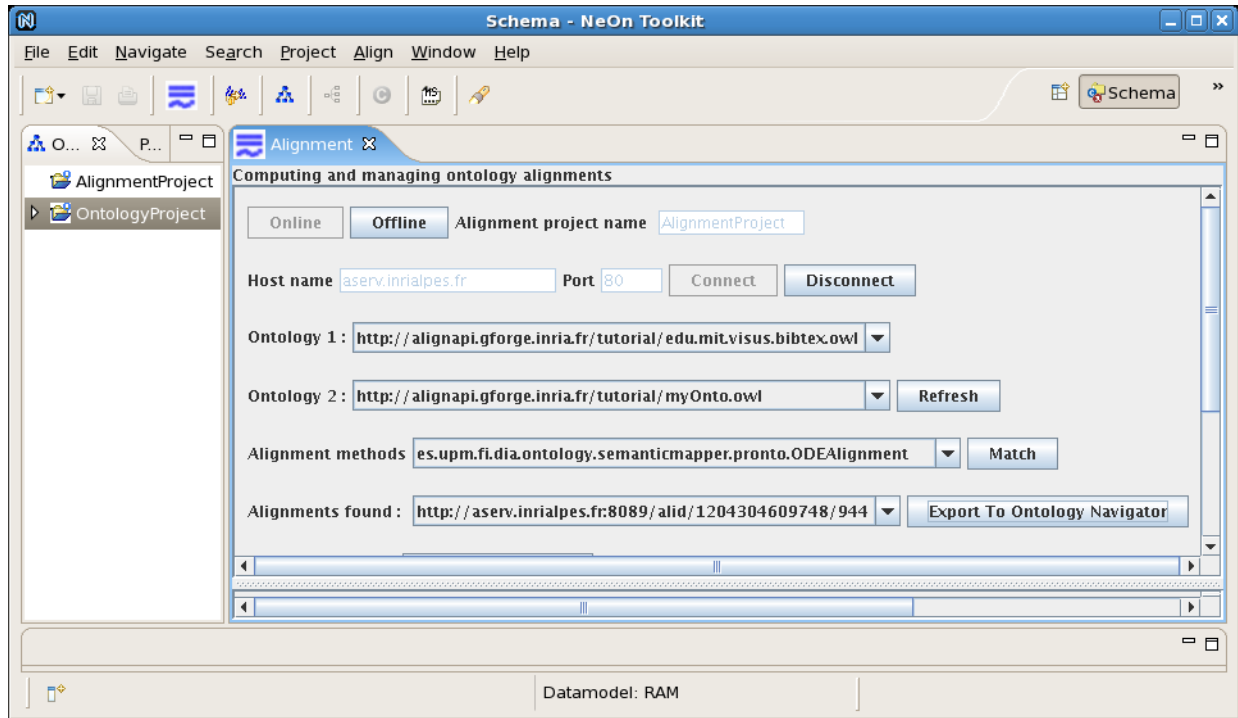 Schema - NeOn Toolkit
File Edit Navigate Search Project Align Window Help
Schema »
O... P...
Alignment
AlignmentProject
OntologyProject
Computing and managing ontology alignments
Online Offline Alignment project name AlignmentProject
Host name aserv.inrialpes.fr Port 80 Connect Disconnect
Ontology 1 : http://alignapi.gforge.inria.fr/tutorial/edu.mit.visus.bibtex.owl
Ontology 2 : http://alignapi.gforge.inria.fr/tutorial/myOnto.owl Refresh
Alignment methods es.upm.fi.dia.ontology.semanticmapper.pronto.ODEAlignment Match
Alignments found : http://aserv.inrialpes.fr:8089/alid/1204304609748/944 Export To Ontology Navigator
Datamodel: RAM